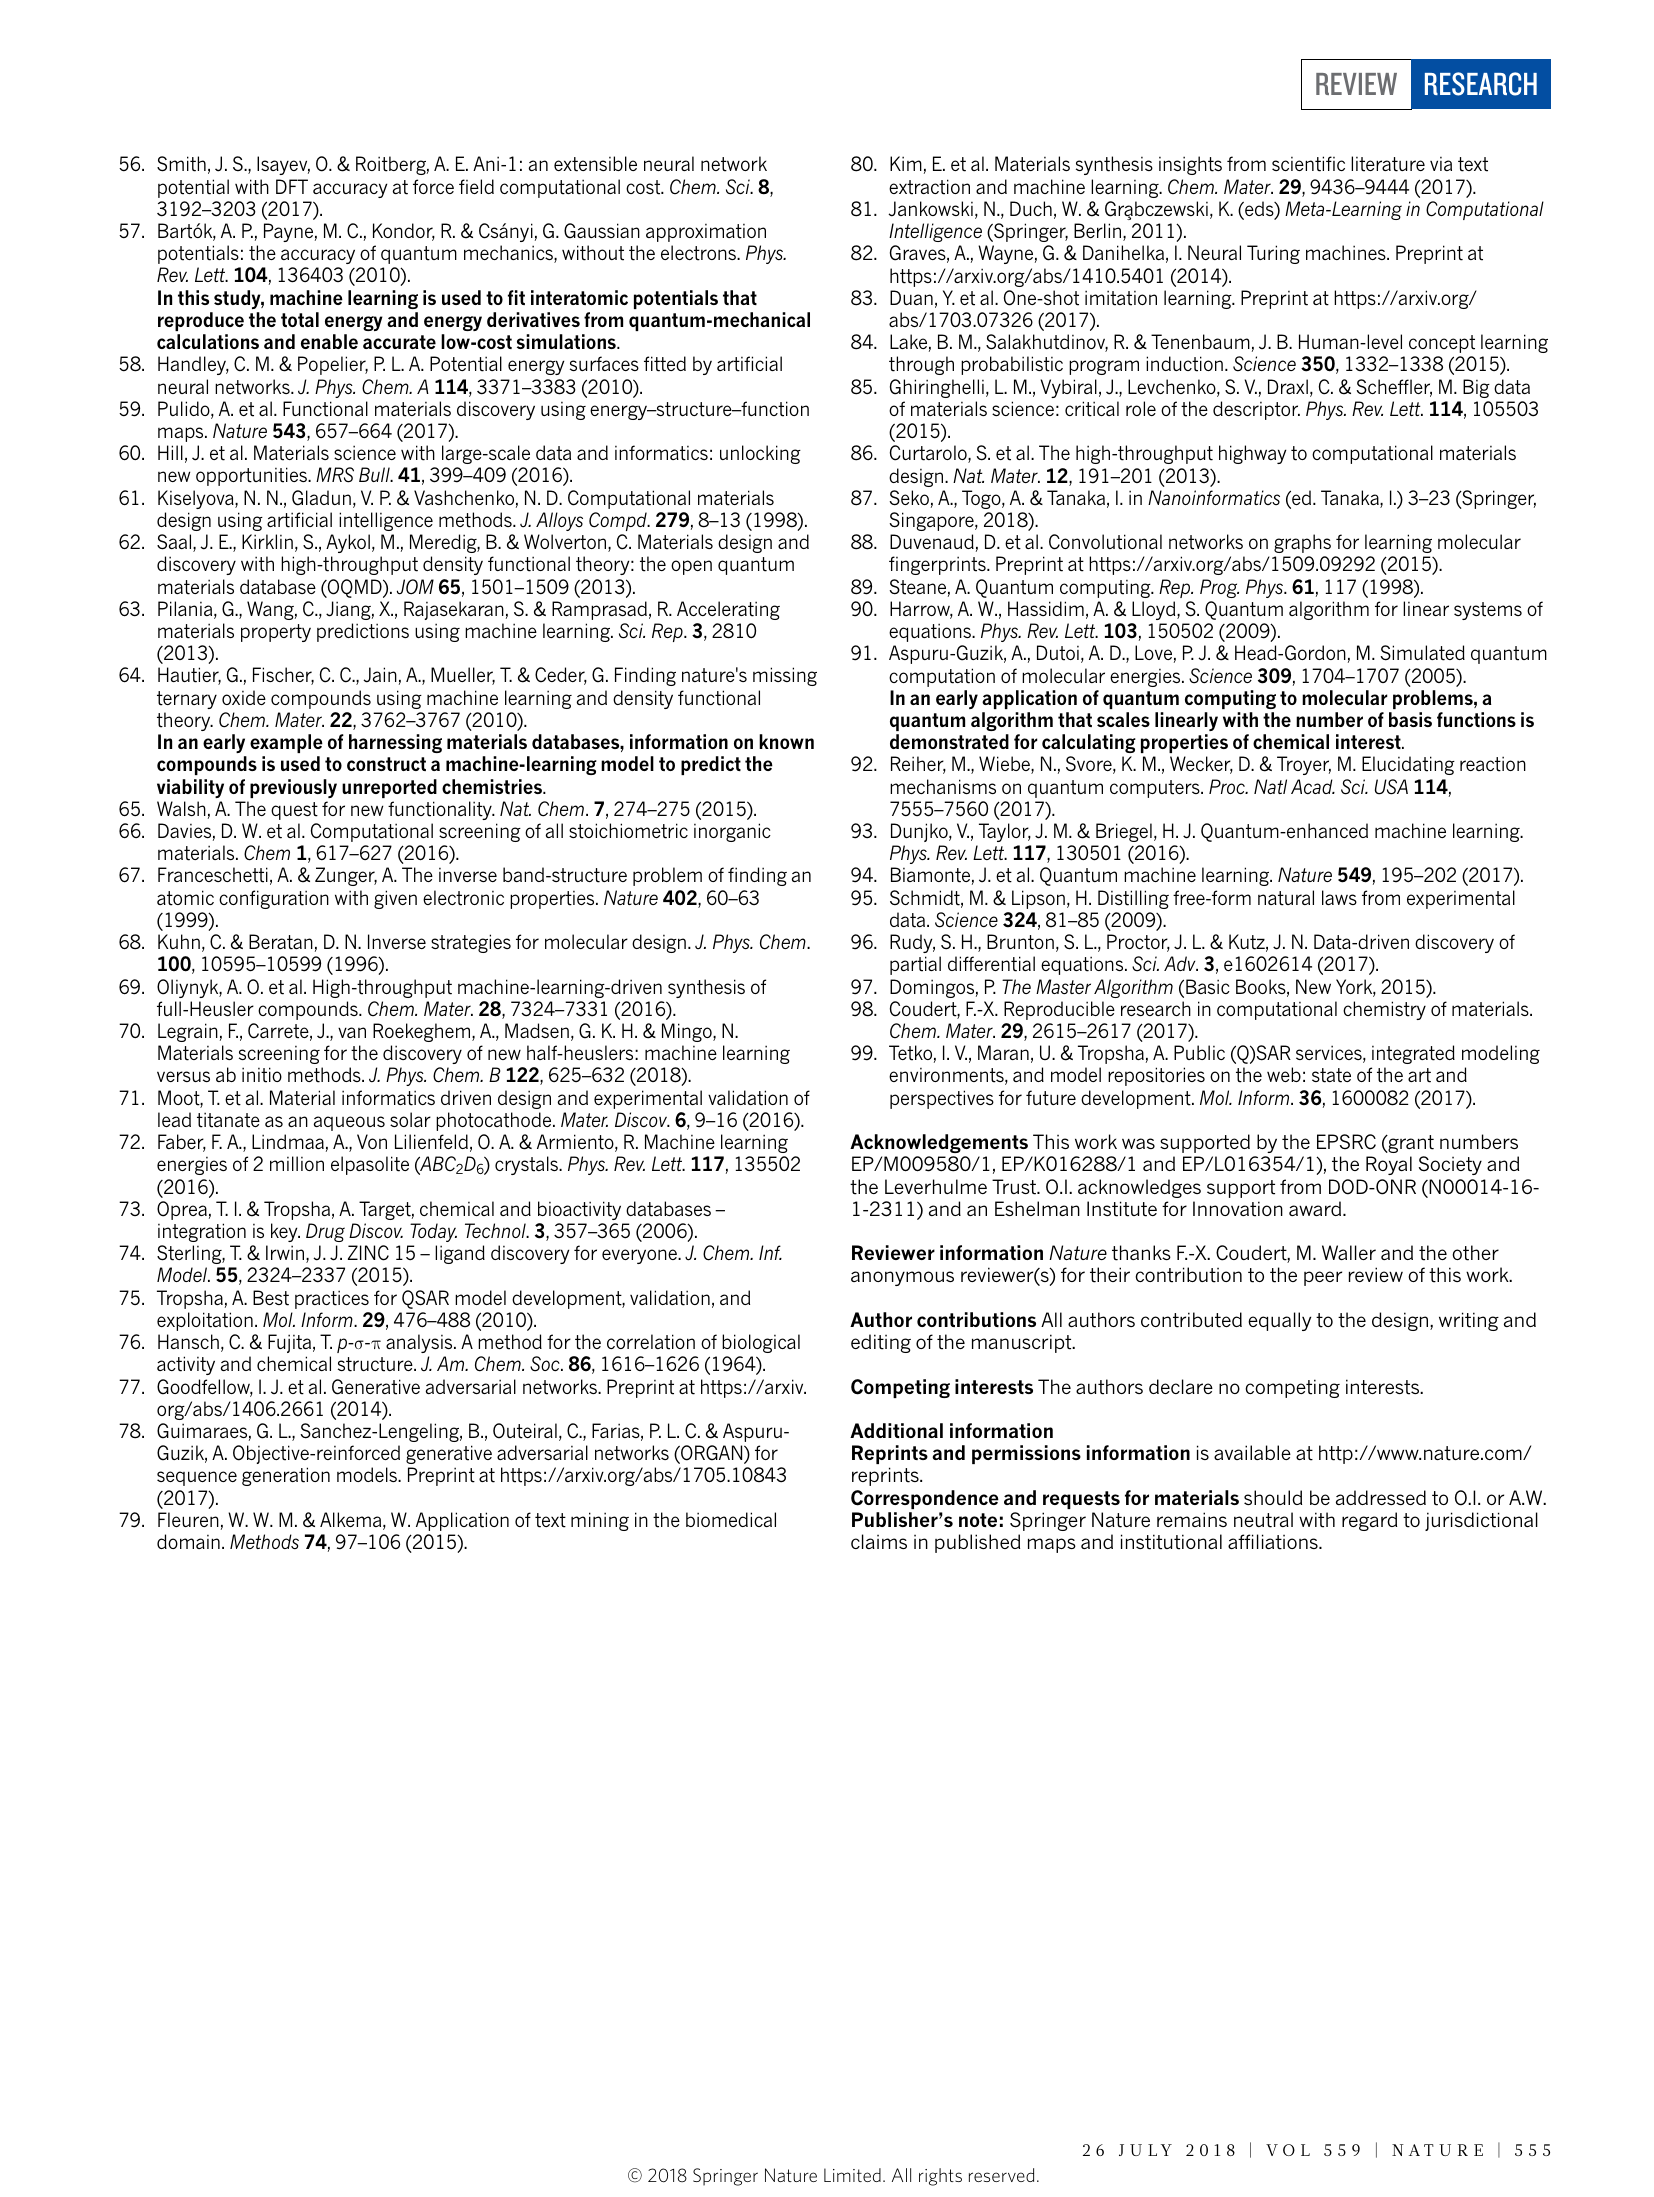 REVIEW RESEARCH
56. Smith, J. S., Isayev, O. & Roitberg, A. E. Ani-1: an extensible neural network
potential with DFT accuracy at force field computational cost. Chem. Sci. 8,
3192–3203 (2017).
57. Bartók, A. P., Payne, M. C., Kondor, R. & Csányi, G. Gaussian approximation
potentials: the accuracy of quantum mechanics, without the electrons. Phys.
Rev. Lett. 104, 136403 (2010).
In this study, machine learning is used to fit interatomic potentials that
reproduce the total energy and energy derivatives from quantum-mechanical
calculations and enable accurate low-cost simulations.
58. Handley, C. M. & Popelier, P. L. A. Potential energy surfaces fitted by artificial
neural networks. J. Phys. Chem. A 114, 3371–3383 (2010).
59. Pulido, A. et al. Functional materials discovery using energy–structure–function
maps. Nature 543, 657–664 (2017).
60. Hill, J. et al. Materials science with large-scale data and informatics: unlocking
new opportunities. MRS Bull. 41, 399–409 (2016).
61. Kiselyova, N. N., Gladun, V. P. & Vashchenko, N. D. Computational materials
design using artificial intelligence methods. J. Alloys Compd. 279, 8–13 (1998).
62. Saal, J. E., Kirklin, S., Aykol, M., Meredig, B. & Wolverton, C. Materials design and
discovery with high-throughput density functional theory: the open quantum
materials database (OQMD). JOM 65, 1501–1509 (2013).
63. Pilania, G., Wang, C., Jiang, X., Rajasekaran, S. & Ramprasad, R. Accelerating
materials property predictions using machine learning. Sci. Rep. 3, 2810
(2013).
64. Hautier, G., Fischer, C. C., Jain, A., Mueller, T. & Ceder, G. Finding nature's missing
ternary oxide compounds using machine learning and density functional
theory. Chem. Mater. 22, 3762–3767 (2010).
In an early example of harnessing materials databases, information on known
compounds is used to construct a machine-learning model to predict the
viability of previously unreported chemistries.
65. Walsh, A. The quest for new functionality. Nat. Chem. 7, 274–275 (2015).
66. Davies, D. W. et al. Computational screening of all stoichiometric inorganic
materials. Chem 1, 617–627 (2016).
67. Franceschetti, A. & Zunger, A. The inverse band-structure problem of finding an
atomic configuration with given electronic properties. Nature 402, 60–63
(1999).
68. Kuhn, C. & Beratan, D. N. Inverse strategies for molecular design. J. Phys. Chem.
100, 10595–10599 (1996).
69. Oliynyk, A. O. et al. High-throughput machine-learning-driven synthesis of
full-Heusler compounds. Chem. Mater. 28, 7324–7331 (2016).
70. Legrain, F., Carrete, J., van Roekeghem, A., Madsen, G. K. H. & Mingo, N.
Materials screening for the discovery of new half-heuslers: machine learning
versus ab initio methods. J. Phys. Chem. B 122, 625–632 (2018).
71. Moot, T. et al. Material informatics driven design and experimental validation of
lead titanate as an aqueous solar photocathode. Mater. Discov. 6, 9–16 (2016).
72. Faber, F. A., Lindmaa, A., Von Lilienfeld, O. A. & Armiento, R. Machine learning
energies of 2 million elpasolite (ABC₂D₆) crystals. Phys. Rev. Lett. 117, 135502
(2016).
73. Oprea, T. I. & Tropsha, A. Target, chemical and bioactivity databases –
integration is key. Drug Discov. Today. Technol. 3, 357–365 (2006).
74. Sterling, T. & Irwin, J. J. ZINC 15 – ligand discovery for everyone. J. Chem. Inf.
Model. 55, 2324–2337 (2015).
75. Tropsha, A. Best practices for QSAR model development, validation, and
exploitation. Mol. Inform. 29, 476–488 (2010).
76. Hansch, C. & Fujita, T. p-σ-π analysis. A method for the correlation of biological
activity and chemical structure. J. Am. Chem. Soc. 86, 1616–1626 (1964).
77. Goodfellow, I. J. et al. Generative adversarial networks. Preprint at https://arxiv.
org/abs/1406.2661 (2014).
78. Guimaraes, G. L., Sanchez-Lengeling, B., Outeiral, C., Farias, P. L. C. & Aspuru-
Guzik, A. Objective-reinforced generative adversarial networks (ORGAN) for
sequence generation models. Preprint at https://arxiv.org/abs/1705.10843
(2017).
79. Fleuren, W. W. M. & Alkema, W. Application of text mining in the biomedical
domain. Methods 74, 97–106 (2015).
80. Kim, E. et al. Materials synthesis insights from scientific literature via text
extraction and machine learning. Chem. Mater. 29, 9436–9444 (2017).
81. Jankowski, N., Duch, W. & Grąbczewski, K. (eds) Meta-Learning in Computational
Intelligence (Springer, Berlin, 2011).
82. Graves, A., Wayne, G. & Danihelka, I. Neural Turing machines. Preprint at
https://arxiv.org/abs/1410.5401 (2014).
83. Duan, Y. et al. One-shot imitation learning. Preprint at https://arxiv.org/
abs/1703.07326 (2017).
84. Lake, B. M., Salakhutdinov, R. & Tenenbaum, J. B. Human-level concept learning
through probabilistic program induction. Science 350, 1332–1338 (2015).
85. Ghiringhelli, L. M., Vybiral, J., Levchenko, S. V., Draxl, C. & Scheffler, M. Big data
of materials science: critical role of the descriptor. Phys. Rev. Lett. 114, 105503
(2015).
86. Curtarolo, S. et al. The high-throughput highway to computational materials
design. Nat. Mater. 12, 191–201 (2013).
87. Seko, A., Togo, A. & Tanaka, I. in Nanoinformatics (ed. Tanaka, I.) 3–23 (Springer,
Singapore, 2018).
88. Duvenaud, D. et al. Convolutional networks on graphs for learning molecular
fingerprints. Preprint at https://arxiv.org/abs/1509.09292 (2015).
89. Steane, A. Quantum computing. Rep. Prog. Phys. 61, 117 (1998).
90. Harrow, A. W., Hassidim, A. & Lloyd, S. Quantum algorithm for linear systems of
equations. Phys. Rev. Lett. 103, 150502 (2009).
91. Aspuru-Guzik, A., Dutoi, A. D., Love, P. J. & Head-Gordon, M. Simulated quantum
computation of molecular energies. Science 309, 1704–1707 (2005).
In an early application of quantum computing to molecular problems, a
quantum algorithm that scales linearly with the number of basis functions is
demonstrated for calculating properties of chemical interest.
92. Reiher, M., Wiebe, N., Svore, K. M., Wecker, D. & Troyer, M. Elucidating reaction
mechanisms on quantum computers. Proc. Natl Acad. Sci. USA 114,
7555–7560 (2017).
93. Dunjko, V., Taylor, J. M. & Briegel, H. J. Quantum-enhanced machine learning.
Phys. Rev. Lett. 117, 130501 (2016).
94. Biamonte, J. et al. Quantum machine learning. Nature 549, 195–202 (2017).
95. Schmidt, M. & Lipson, H. Distilling free-form natural laws from experimental
data. Science 324, 81–85 (2009).
96. Rudy, S. H., Brunton, S. L., Proctor, J. L. & Kutz, J. N. Data-driven discovery of
partial differential equations. Sci. Adv. 3, e1602614 (2017).
97. Domingos, P. The Master Algorithm (Basic Books, New York, 2015).
98. Coudert, F.-X. Reproducible research in computational chemistry of materials.
Chem. Mater. 29, 2615–2617 (2017).
99. Tetko, I. V., Maran, U. & Tropsha, A. Public (Q)SAR services, integrated modeling
environments, and model repositories on the web: state of the art and
perspectives for future development. Mol. Inform. 36, 1600082 (2017).
Acknowledgements This work was supported by the EPSRC (grant numbers
EP/M009580/1, EP/K016288/1 and EP/L016354/1), the Royal Society and
the Leverhulme Trust. O.I. acknowledges support from DOD-ONR (N00014-16-
1-2311) and an Eshelman Institute for Innovation award.
Reviewer information Nature thanks F.-X. Coudert, M. Waller and the other
anonymous reviewer(s) for their contribution to the peer review of this work.
Author contributions All authors contributed equally to the design, writing and
editing of the manuscript.
Competing interests The authors declare no competing interests.
Additional information
Reprints and permissions information is available at http://www.nature.com/
reprints.
Correspondence and requests for materials should be addressed to O.I. or A.W.
Publisher's note: Springer Nature remains neutral with regard to jurisdictional
claims in published maps and institutional affiliations.
26 JULY 2018 | VOL 559 | NATURE | 555
© 2018 Springer Nature Limited. All rights reserved.